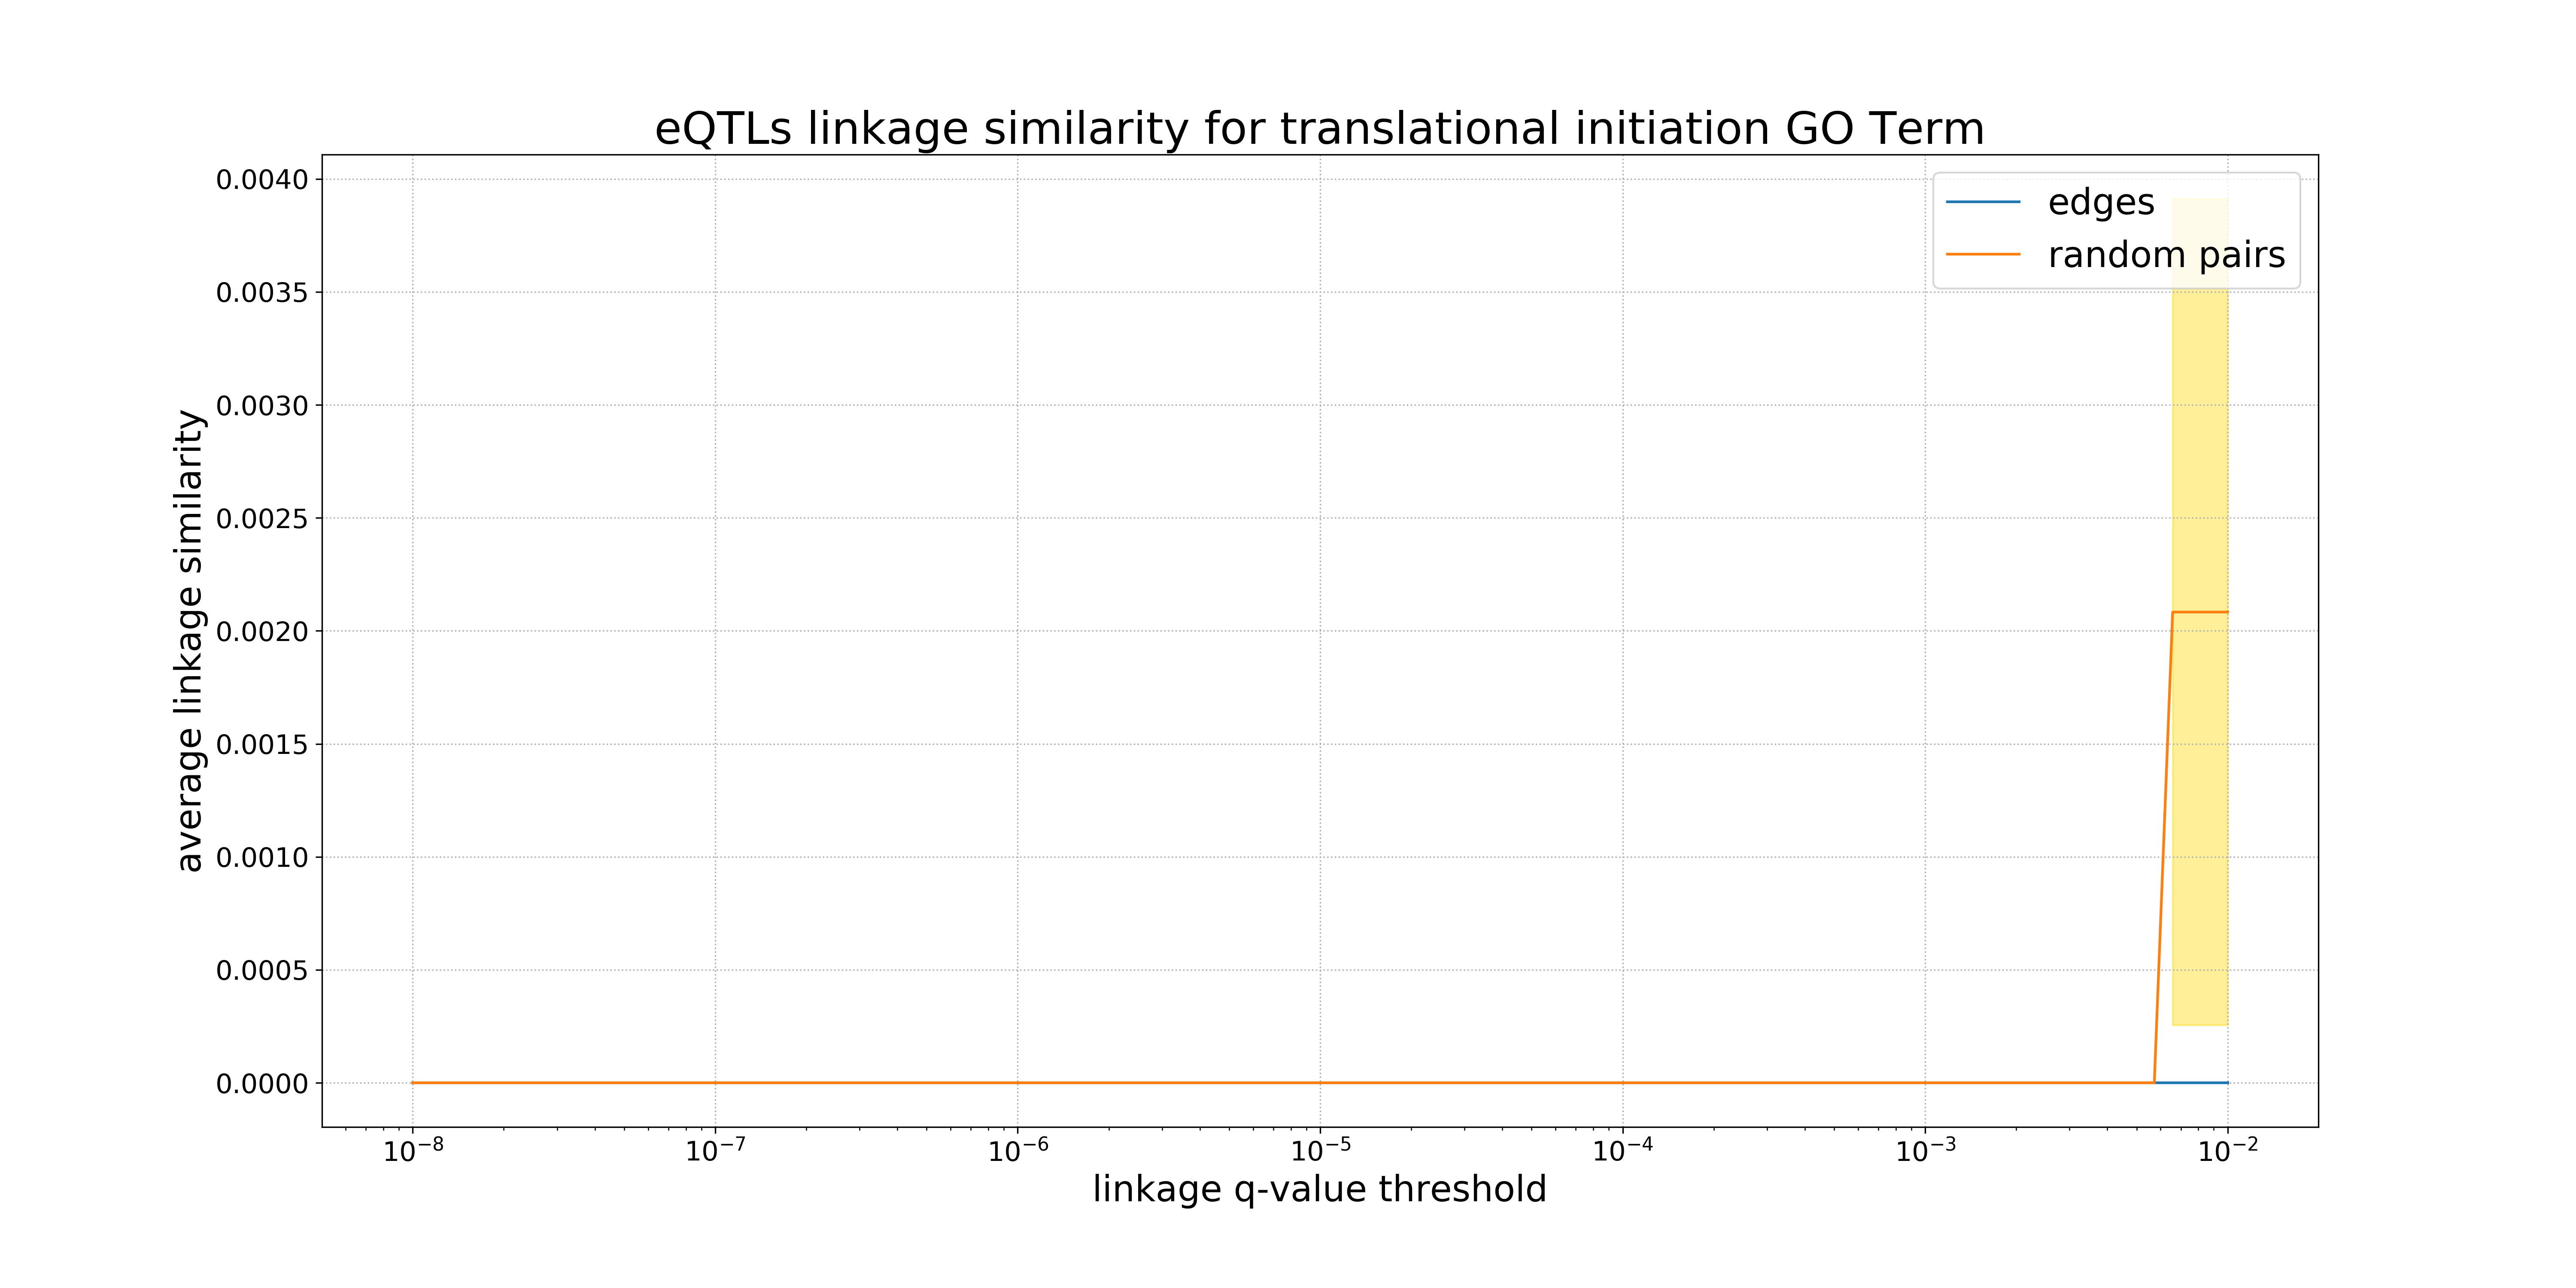 eQTLs linkage similarity for translational initiation GO Term
edges
random pairs
average linkage similarity
0.0040
0.0035
0.0030
0.0025
0.0020
0.0015
0.0010
0.0005
0.0000
10⁻⁸ 10⁻⁷ 10⁻⁶ 10⁻⁵ 10⁻⁴ 10⁻³ 10⁻²
linkage q-value threshold